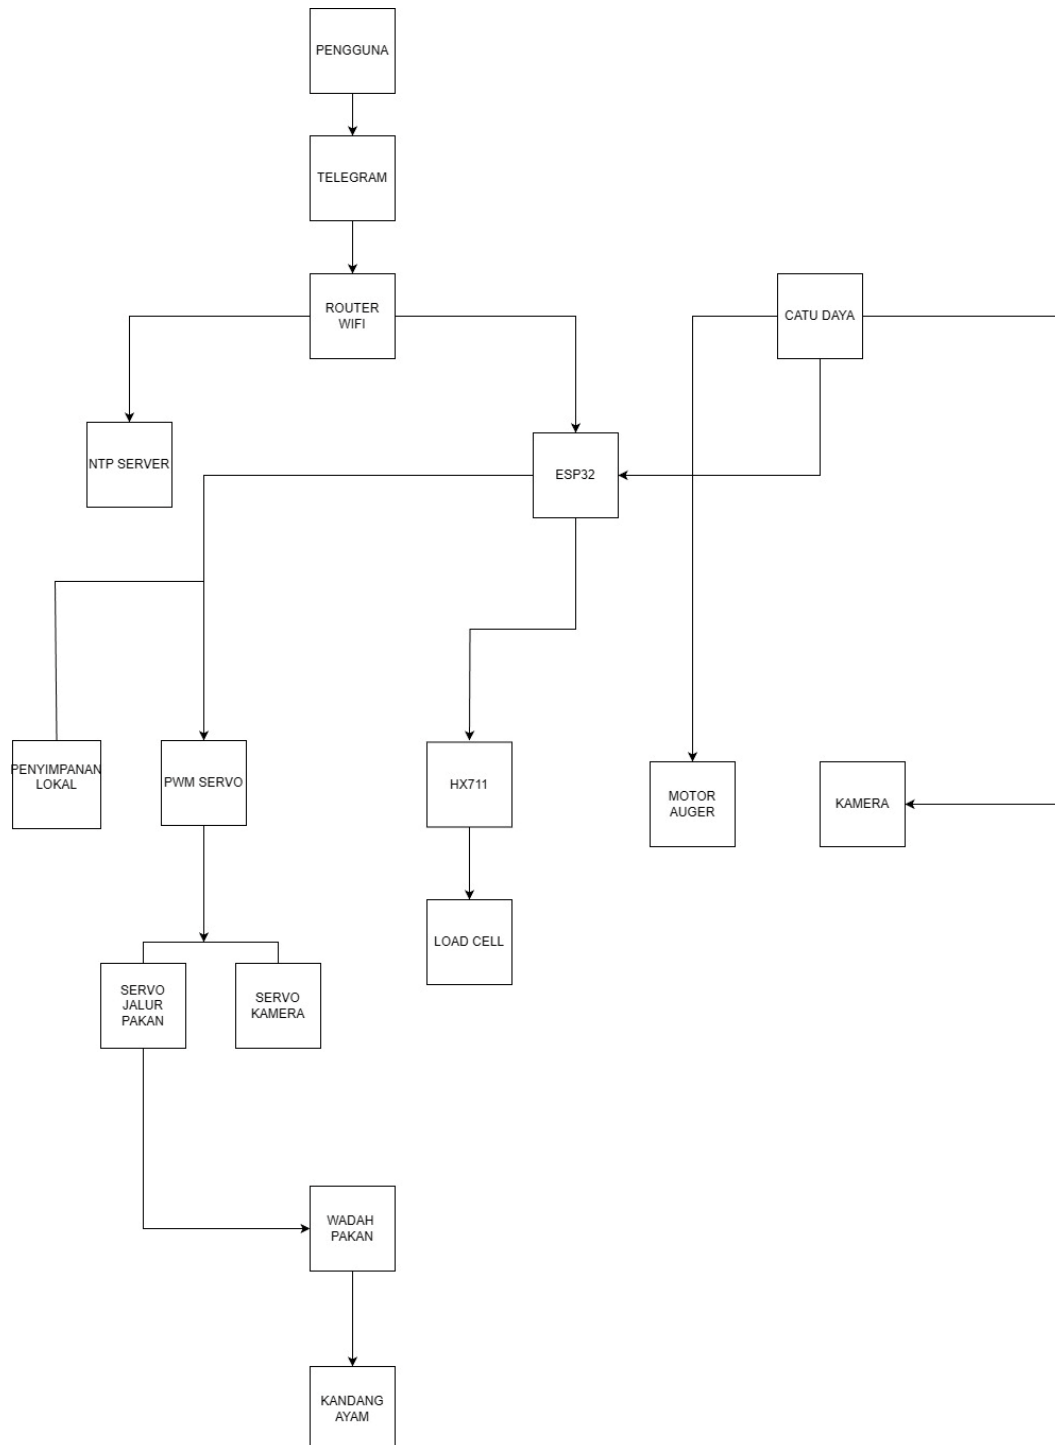 PENGGUNA
TELEGRAM
ROUTER
WIFI
CATU DAYA
NTP SERVER
ESP32
PENYIMPANAN
LOKAL
PWM SERVO
HX711
MOTOR
AUGER
KAMERA
LOAD CELL
SERVO
JALUR
PAKAN
SERVO
KAMERA
WADAH
PAKAN
KANDANG
AYAM